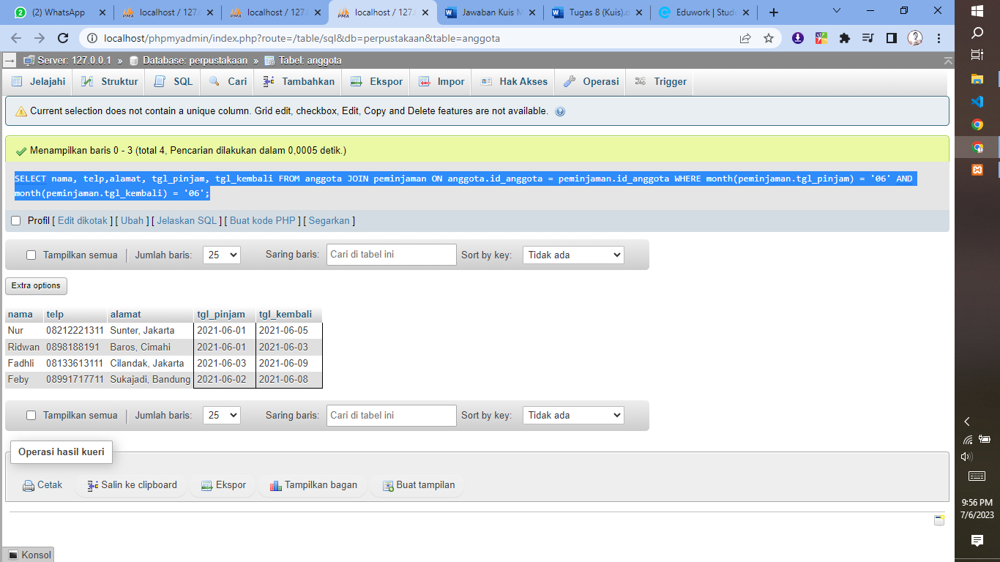 (2) WhatsApp
localhost / 127.0
localhost / 127.0
localhost / 127.0
Jawaban Kuis M
Tugas 8 (Kuis).d
Eduwork | Stud
localhost/phpmyadmin/index.php?route=/table/sql&db=perpustakaan&table=anggota
Server: 127.0.0.1 » Database: perpustakaan » Tabel: anggota
Jelajahi Struktur SQL Cari Tambahkan Ekspor Impor Hak Akses Operasi Trigger
Current selection does not contain a unique column. Grid edit, checkbox, Edit, Copy and Delete features are not available.
Menampilkan baris 0 - 3 (total 4, Pencarian dilakukan dalam 0,0005 detik.)
SELECT nama, telp,alamat, tgl_pinjam, tgl_kembali FROM anggota JOIN peminjaman ON anggota.id_anggota = peminjaman.id_anggota WHERE month(peminjaman.tgl_pinjam) = '06' AND
month(peminjaman.tgl_kembali) = '06';
Profil [ Edit dikotak ] [ Ubah ] [ Jelaskan SQL ] [ Buat kode PHP ] [ Segarkan ]
Tampilkan semua | Jumlah baris: 25 Saring baris: Cari di tabel ini Sort by key: Tidak ada
Extra options
nama telp alamat tgl_pinjam tgl_kembali
Nur 08212221311 Sunter, Jakarta 2021-06-01 2021-06-05
Ridwan 0898188191 Baros, Cimahi 2021-06-01 2021-06-03
Fadhli 08133613111 Cilandak, Jakarta 2021-06-03 2021-06-09
Feby 08991717711 Sukajadi, Bandung 2021-06-02 2021-06-08
Tampilkan semua | Jumlah baris: 25 Saring baris: Cari di tabel ini Sort by key: Tidak ada
Operasi hasil kueri
Cetak Salin ke clipboard Ekspor Tampilkan bagan Buat tampilan
Konsol
9:56 PM
7/6/2023